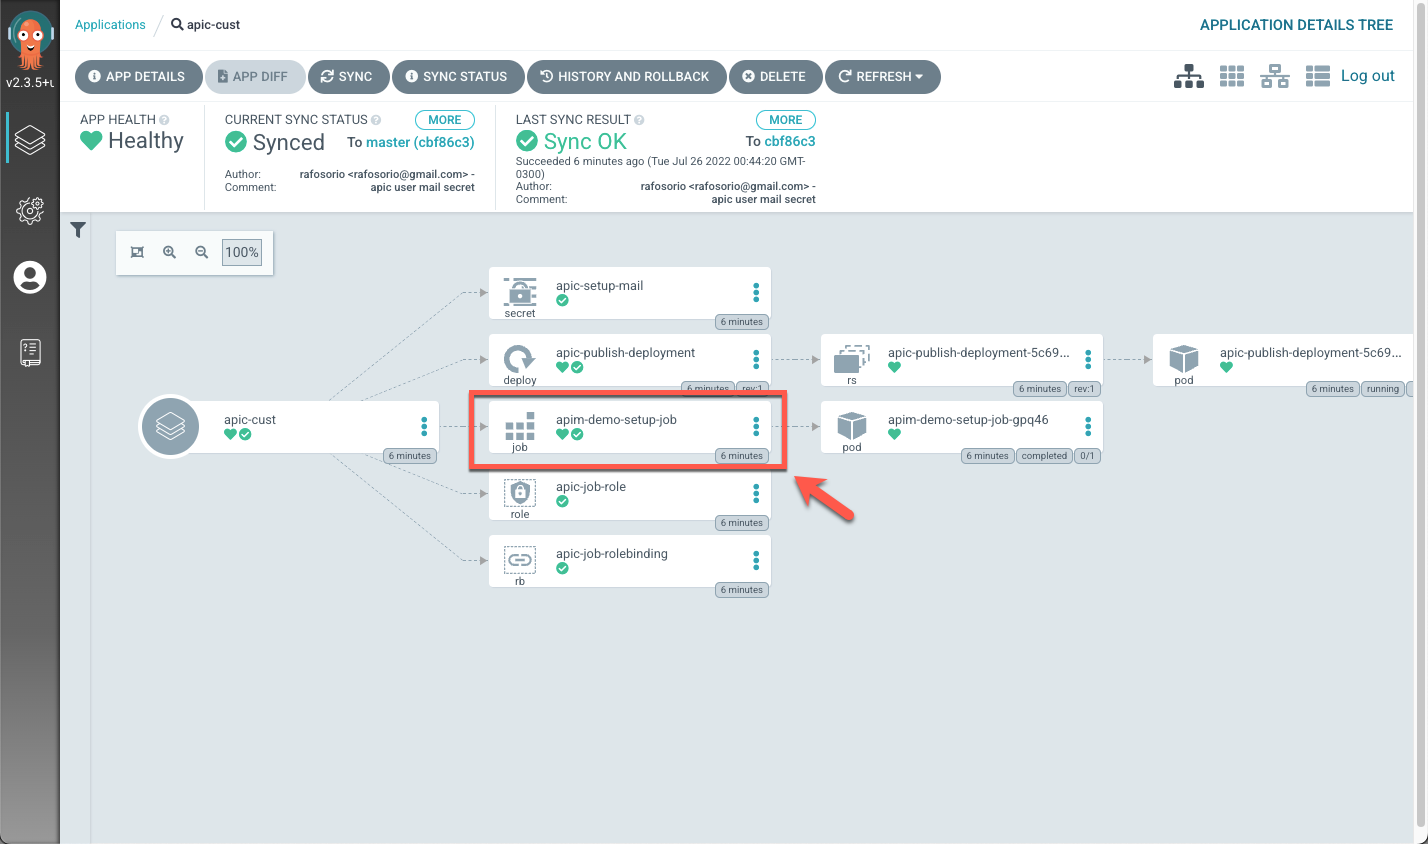 Applications
apic-cust
APPLICATION DETAILS TREE
v2.3.5+
APP DETAILS
APP DIFF
SYNC
SYNC STATUS
HISTORY AND ROLLBACK
DELETE
REFRESH
Log out
APP HEALTH
Healthy
CURRENT SYNC STATUS
MORE
Synced
To master (cbf86c3)
Author: rafosorio <rafosorio@gmail.com> -
Comment: apic user mail secret
LAST SYNC RESULT
MORE
Sync OK
To cbf86c3
Succeeded 6 minutes ago (Tue Jul 26 2022 00:44:20 GMT-
0300)
Author: rafosorio <rafosorio@gmail.com> -
Comment: apic user mail secret
100%
apic-setup-mail
secret
6 minutes
apic-publish-deployment
deploy
6 minutes rev:1
apic-publish-deployment-5c69...
rs
6 minutes rev:1
apic-publish-deployment-5c69...
pod
6 minutes running
apic-cust
6 minutes
apim-demo-setup-job
job
6 minutes
apim-demo-setup-job-gpq46
pod
6 minutes completed 0/1
apic-job-role
role
6 minutes
apic-job-rolebinding
rb
6 minutes